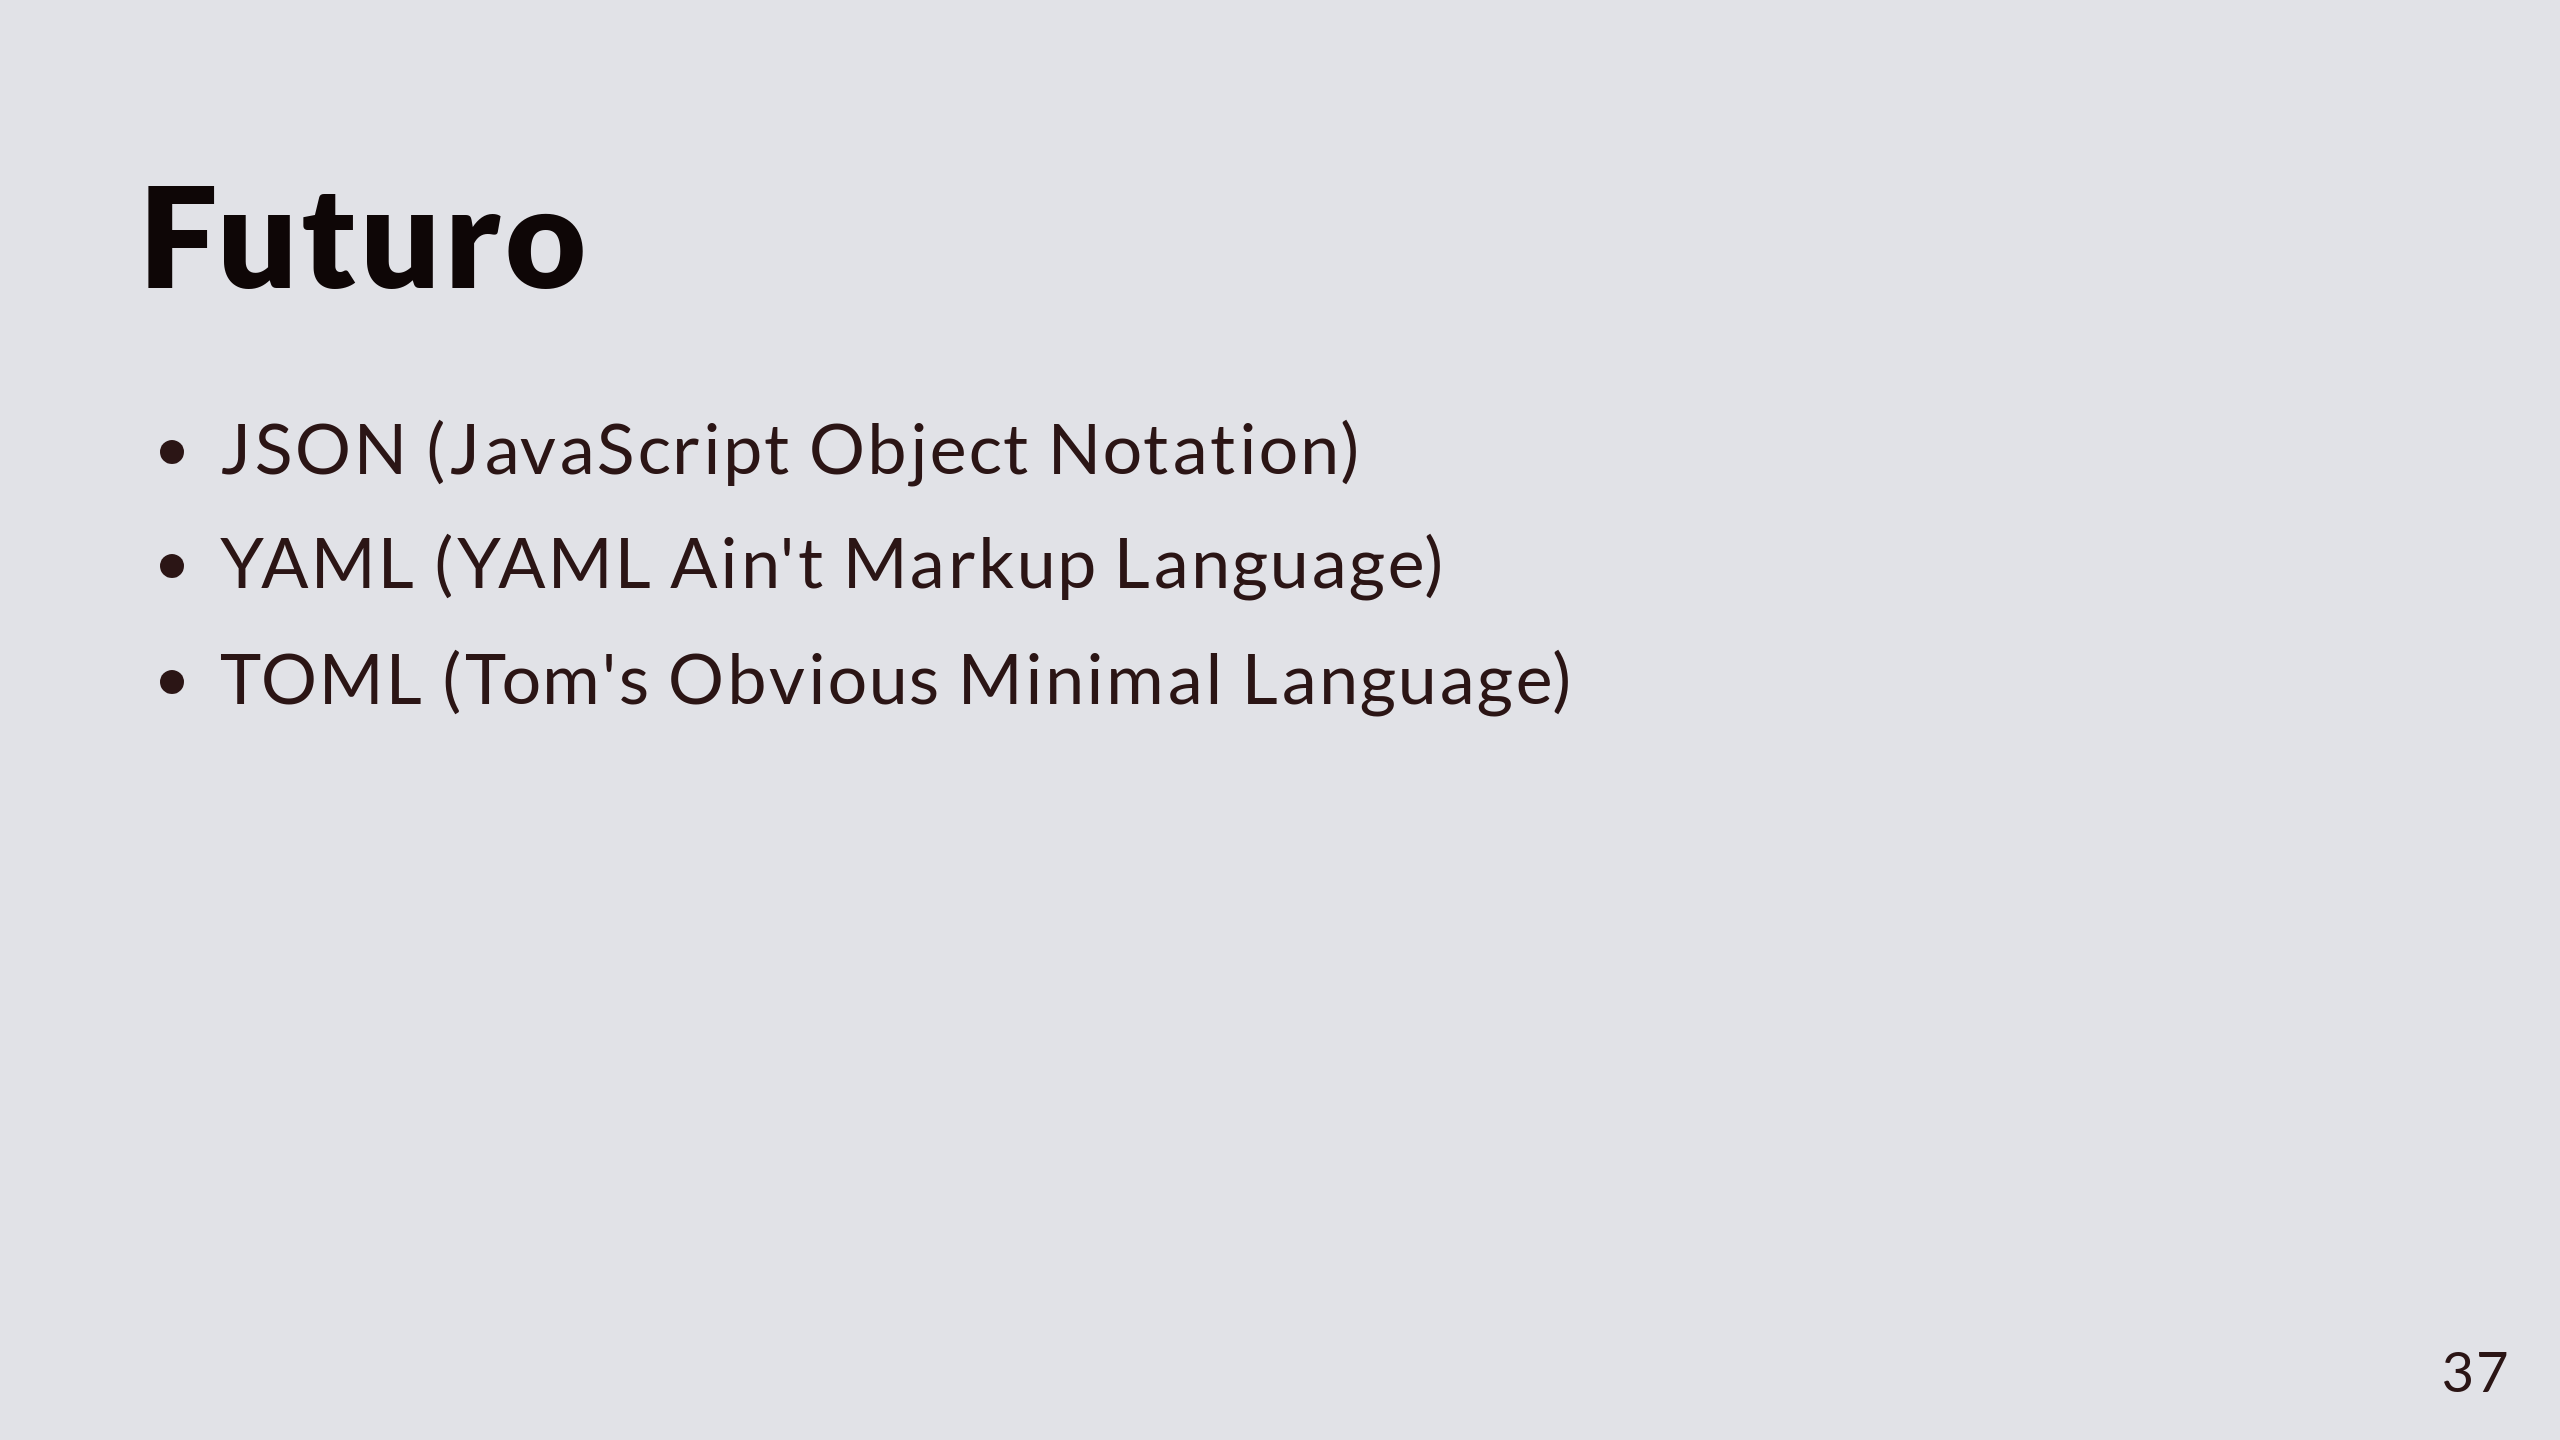 Futuro
• JSON (JavaScript Object Notation)
• YAML (YAML Ain't Markup Language)
• TOML (Tom's Obvious Minimal Language)
37